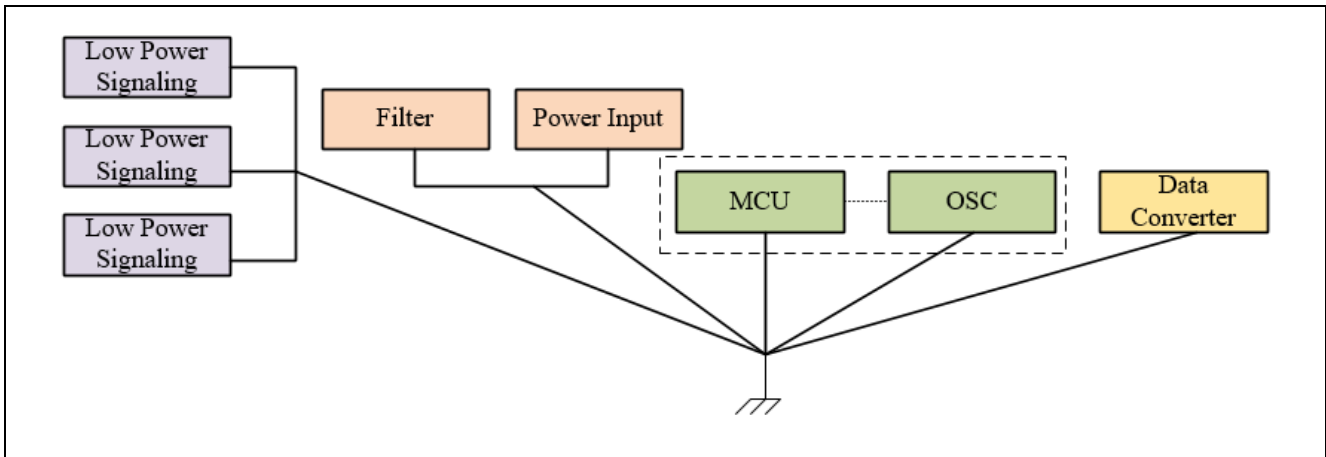 Low Power
Signaling
Low Power
Signaling
Low Power
Signaling
Filter
Power Input
MCU
OSC
Data
Converter